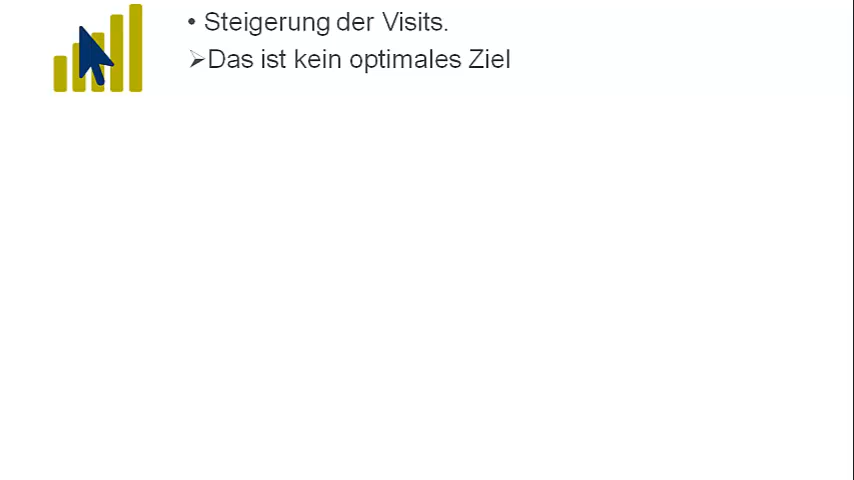 • Steigerung der Visits.
➢Das ist kein optimales Ziel